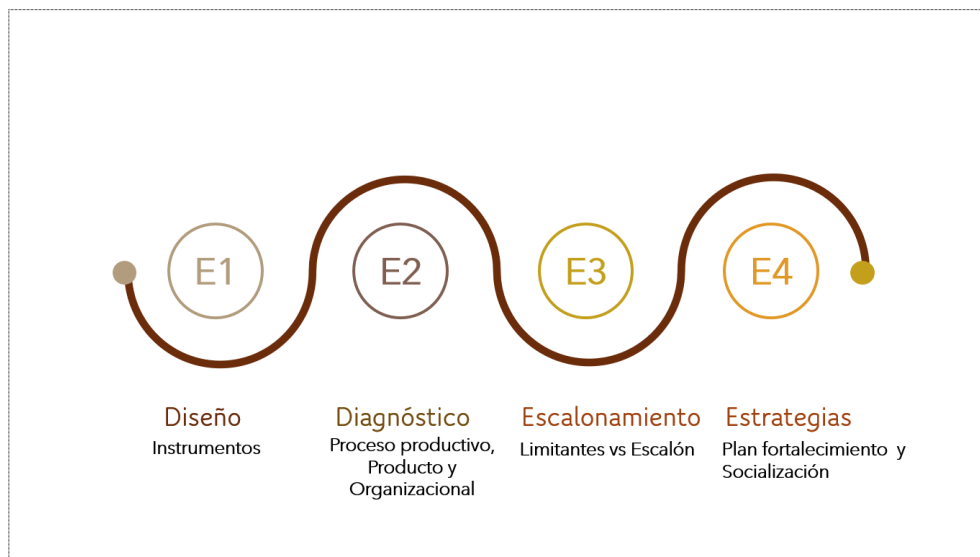 E1
E2
E3
E4
Diseño
Instrumentos
Diagnóstico
Proceso productivo,
Producto y
Organizacional
Escalonamiento
Limitantes vs Escalón
Estrategias
Plan fortalecimiento y
Socialización